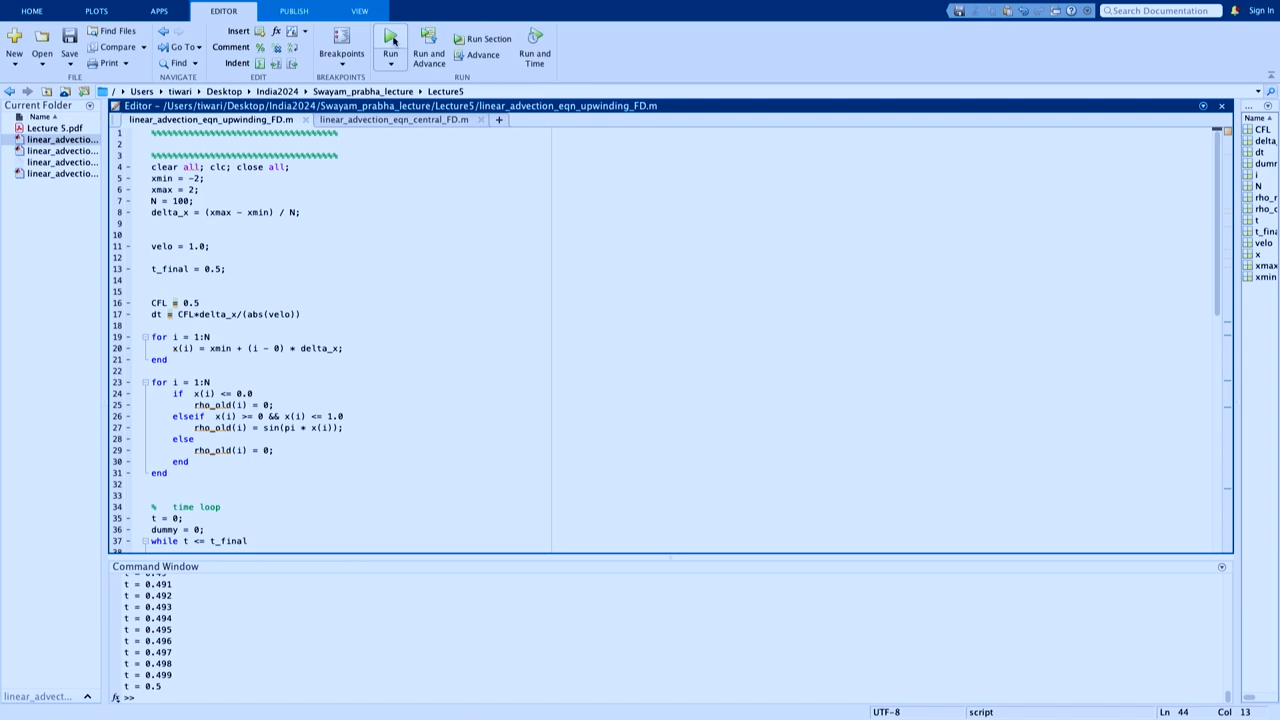 HOME PLOTS APPS EDITOR PUBLISH VIEW
Search Documentation
Sign In
New Open Save
Find Files
Compare
Print
FILE
Go To
Find
NAVIGATE
Insert
Comment
Indent
EDIT
Breakpoints
BREAKPOINTS
Run
Run and Advance
Run Section
Advance
Run and Time
RUN
/ ▸ Users ▸ tiwari ▸ Desktop ▸ India2024 ▸ Swayam_prabha_lecture ▸ Lecture5
Current Folder
Name
Lecture 5.pdf
linear_advectio...
linear_advectio...
linear_advectio...
linear_advectio...
linear_advect...
Editor - /Users/tiwari/Desktop/India2024/Swayam_prabha_lecture/Lecture5/linear_advection_eqn_upwinding_FD.m
linear_advection_eqn_upwinding_FD.m linear_advection_eqn_central_FD.m
1
2
3
4 clear all; clc; close all;
5 xmin = -2;
6 xmax = 2;
7 N = 100;
8 delta_x = (xmax - xmin) / N;
9
10
11 velo = 1.0;
12
13 t_final = 0.5;
14
15
16 CFL = 0.5
17 dt = CFL*delta_x/(abs(velo))
18
19 for i = 1:N
20 x(i) = xmin + (i - 0) * delta_x;
21 end
22
23 for i = 1:N
24 if x(i) <= 0.0
25 rho_old(i) = 0;
26 elseif x(i) >= 0 && x(i) <= 1.0
27 rho_old(i) = sin(pi * x(i));
28 else
29 rho_old(i) = 0;
30 end
31 end
32
33
34 % time loop
35 t = 0;
36 dummy = 0;
37 while t <= t_final
Command Window
t = 0.491
t = 0.492
t = 0.493
t = 0.494
t = 0.495
t = 0.496
t = 0.497
t = 0.498
t = 0.499
t = 0.5
fx >>
Name
CFL
delta_
dt
dumr
i
N
rho_r
rho_c
t
t_fina
velo
x
xmax
xmin
UTF-8 script Ln 44 Col 13